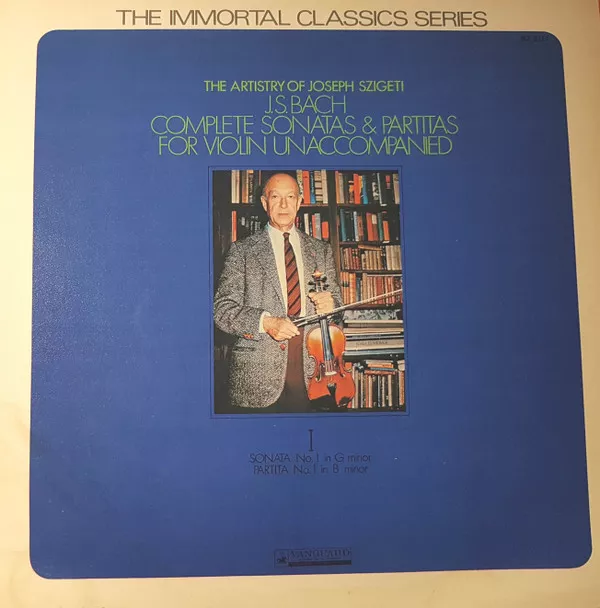 THE IMMORTAL CLASSICS SERIES
THE ARTISTRY OF JOSEPH SZIGETI
J.S. BACH
COMPLETE SONATAS & PARTITAS
FOR VIOLIN UNACCOMPANIED
I
SONATA No. 1 in G minor
PARTITA No. 1 in B minor
VANGUARD